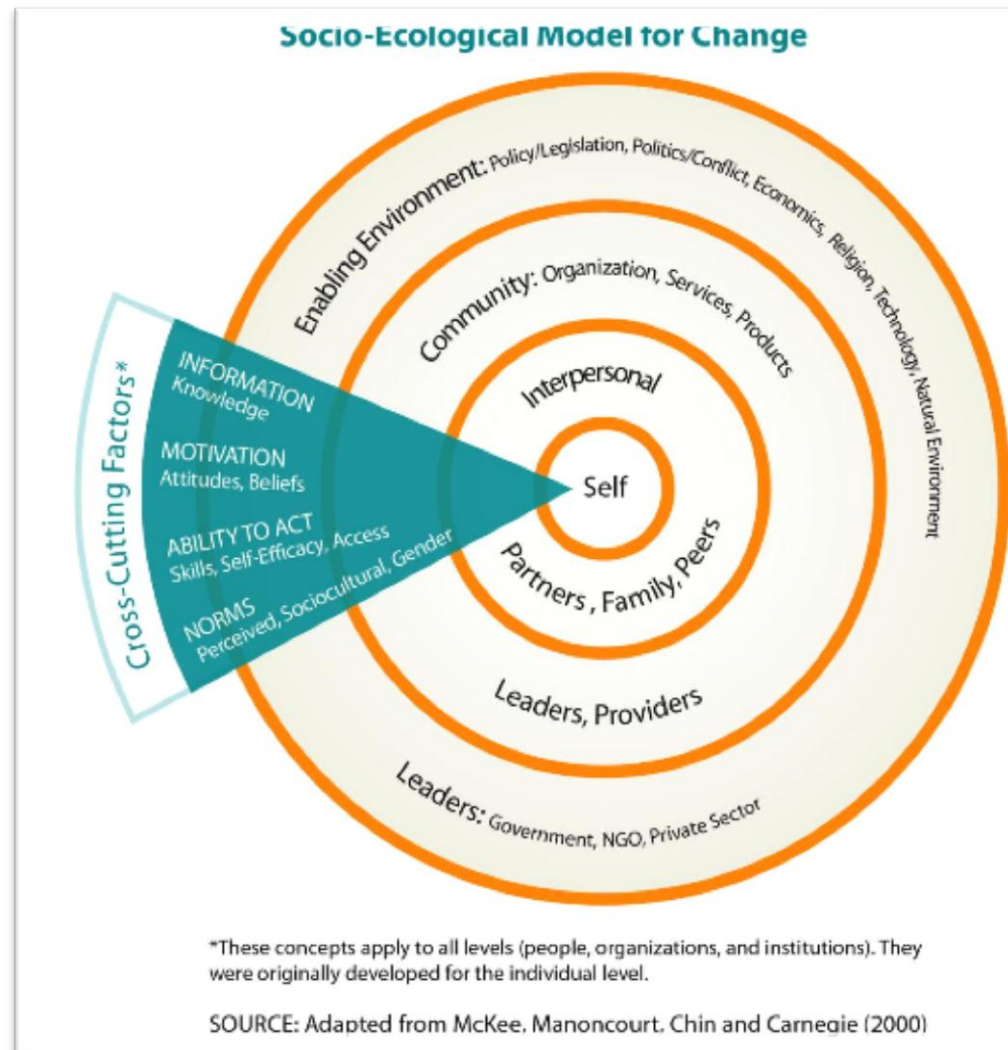 Socio-Ecological Model for Change
Enabling Environment: Policy/Legislation, Politics/Conflict, Economics, Religion, Technology, Natural Environment
Community: Organization, Services, Products
Interpersonal
Self
Partners , Family, Peers
Leaders, Providers
Leaders: Government, NGO, Private Sector
Cross-Cutting Factors*
INFORMATION
Knowledge
MOTIVATION
Attitudes, Beliefs
ABILITY TO ACT
Skills, Self-Efficacy, Access
NORMS
Perceived, Sociocultural, Gender
*These concepts apply to all levels (people, organizations, and institutions). They
were originally developed for the individual level.
SOURCE: Adapted from McKee, Manoncourt, Chin and Carnegie (2000)